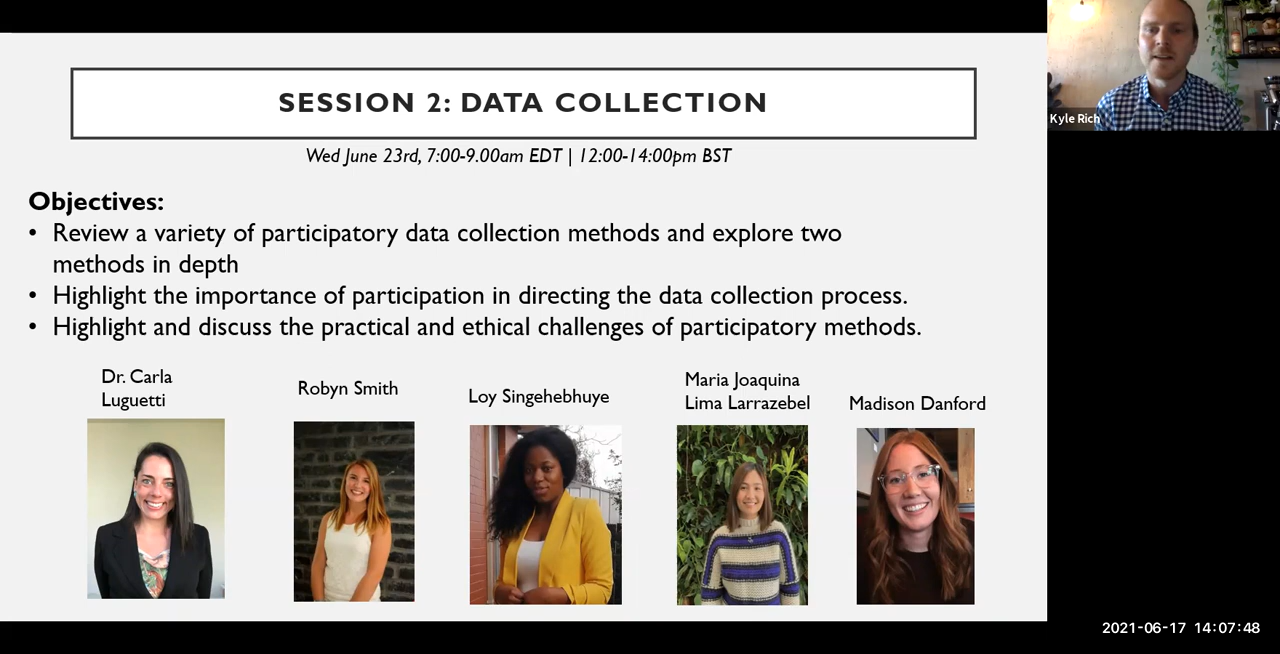 SESSION 2: DATA COLLECTION
Wed June 23rd, 7:00-9.00am EDT | 12:00-14:00pm BST
Objectives:
• Review a variety of participatory data collection methods and explore two
methods in depth
• Highlight the importance of participation in directing the data collection process.
• Highlight and discuss the practical and ethical challenges of participatory methods.
Dr. Carla
Luguetti
Robyn Smith
Loy Singehebhuye
Maria Joaquina
Lima Larrazebel
Madison Danford
Kyle Rich
2021-06-17 14:07:48